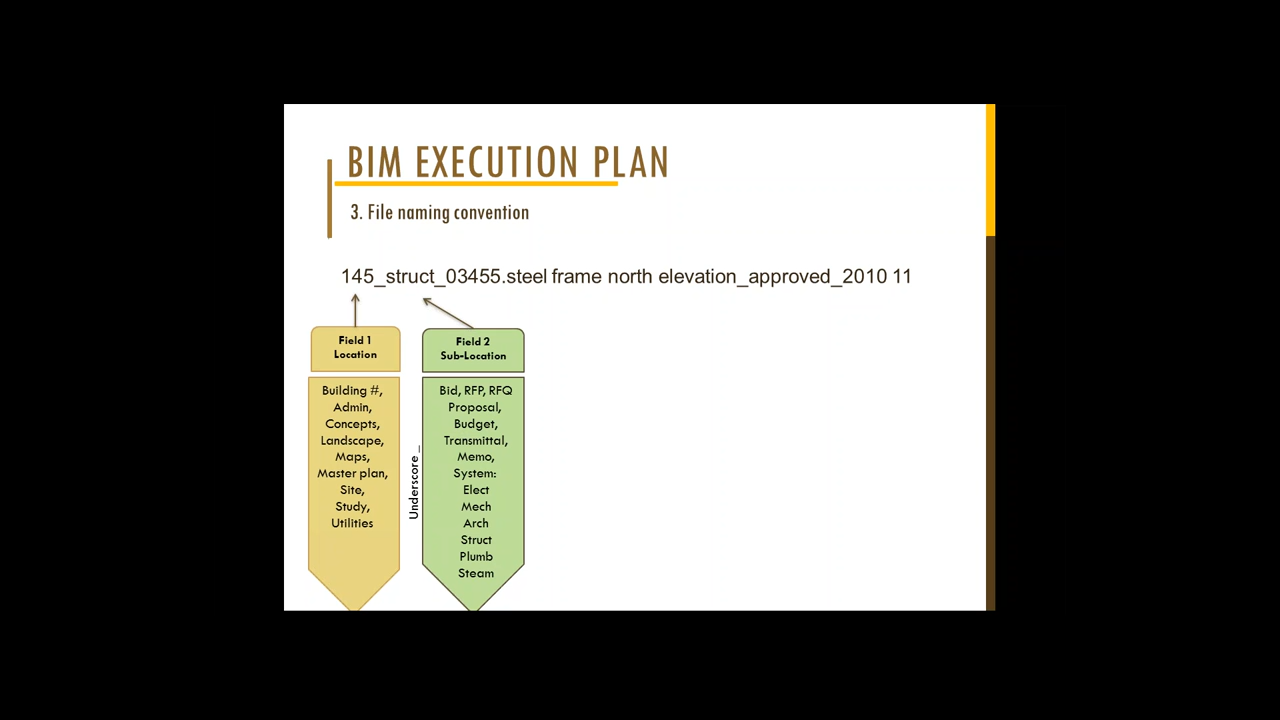 BIM EXECUTION PLAN
3. File naming convention
145_struct_03455.steel frame north elevation_approved_2010 11
Field 1
Location
Building #,
Admin,
Concepts,
Landscape,
Maps,
Master plan,
Site,
Study,
Utilities
Underscore _
Field 2
Sub-Location
Bid, RFP, RFQ
Proposal,
Budget,
Transmittal,
Memo,
System:
Elect
Mech
Arch
Struct
Plumb
Steam